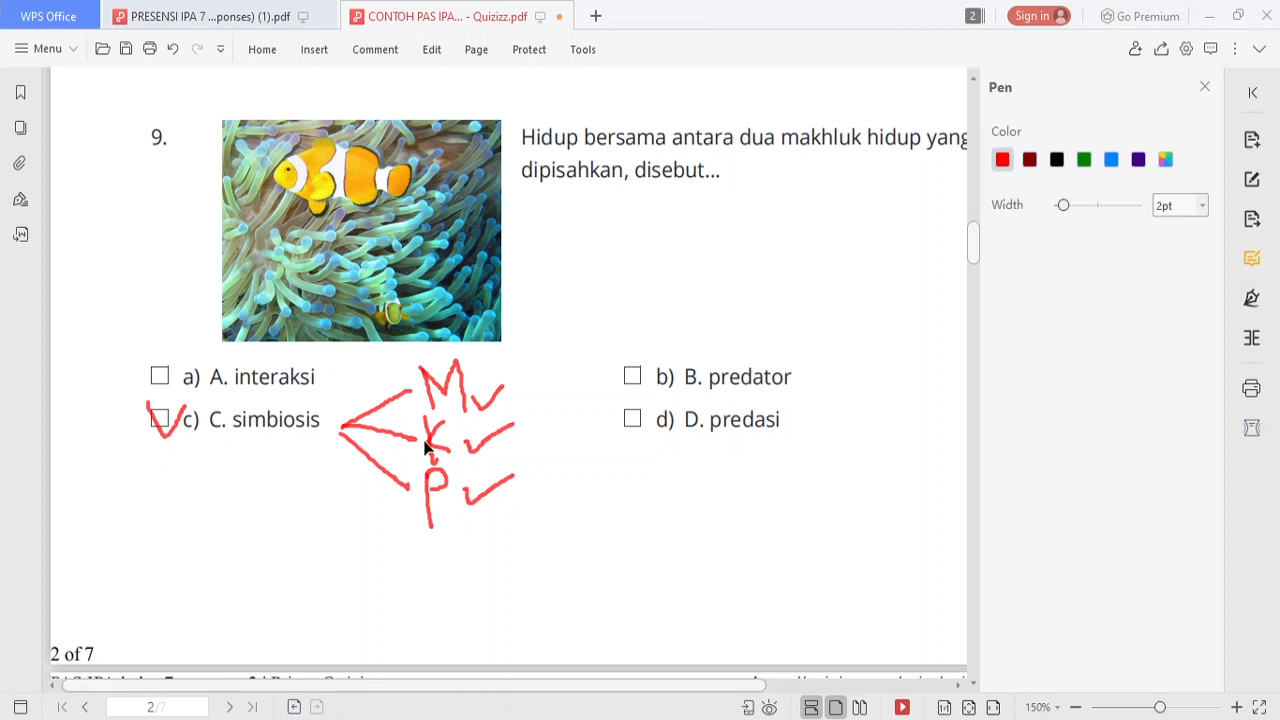 WPS Office
PRESENSI IPA 7 ...ponses) (1).pdf
CONTOH PAS IPA... - Quizizz.pdf
2
Sign in
Go Premium
Menu
Home
Insert
Comment
Edit
Page
Protect
Tools
Pen
Color
Width
2pt
9.
Hidup bersama antara dua makhluk hidup yang
dipisahkan, disebut...
a) A. interaksi
b) B. predator
c) C. simbiosis
d) D. predasi
M
K
P
2 of 7
2/7
150%